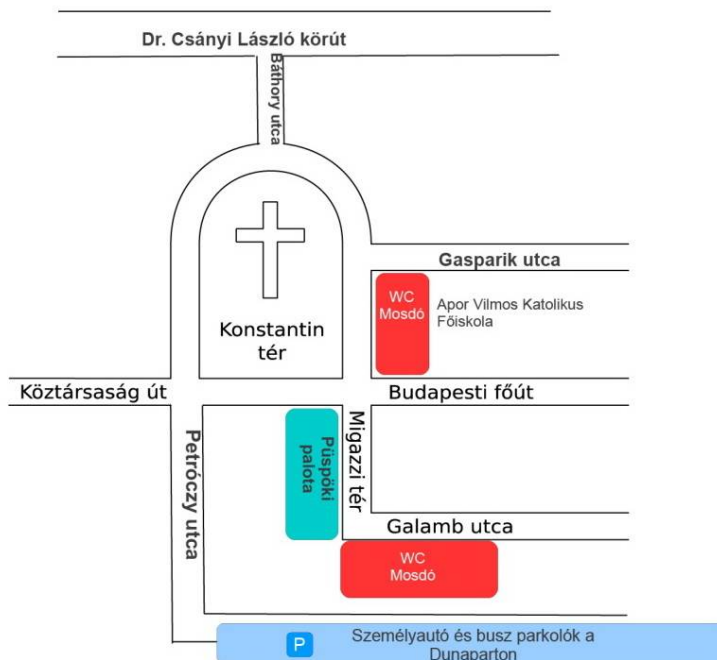 Dr. Csányi László körút
Báthory utca
Gasparik utca
WC
Mosdó
Apor Vilmos Katolikus
Főiskola
Konstantin
tér
Köztársaság út
Budapesti főút
Petróczy utca
Püspöki
palota
Migazzi tér
Galamb utca
WC
Mosdó
P
Személyautó és busz parkolók a
Dunaparton